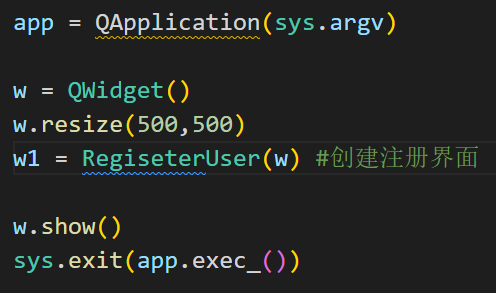 app = QApplication(sys.argv)
w = QWidget()
w.resize(500,500)
w1 = RegiseterUser(w) #创建注册界面
w.show()
sys.exit(app.exec_())